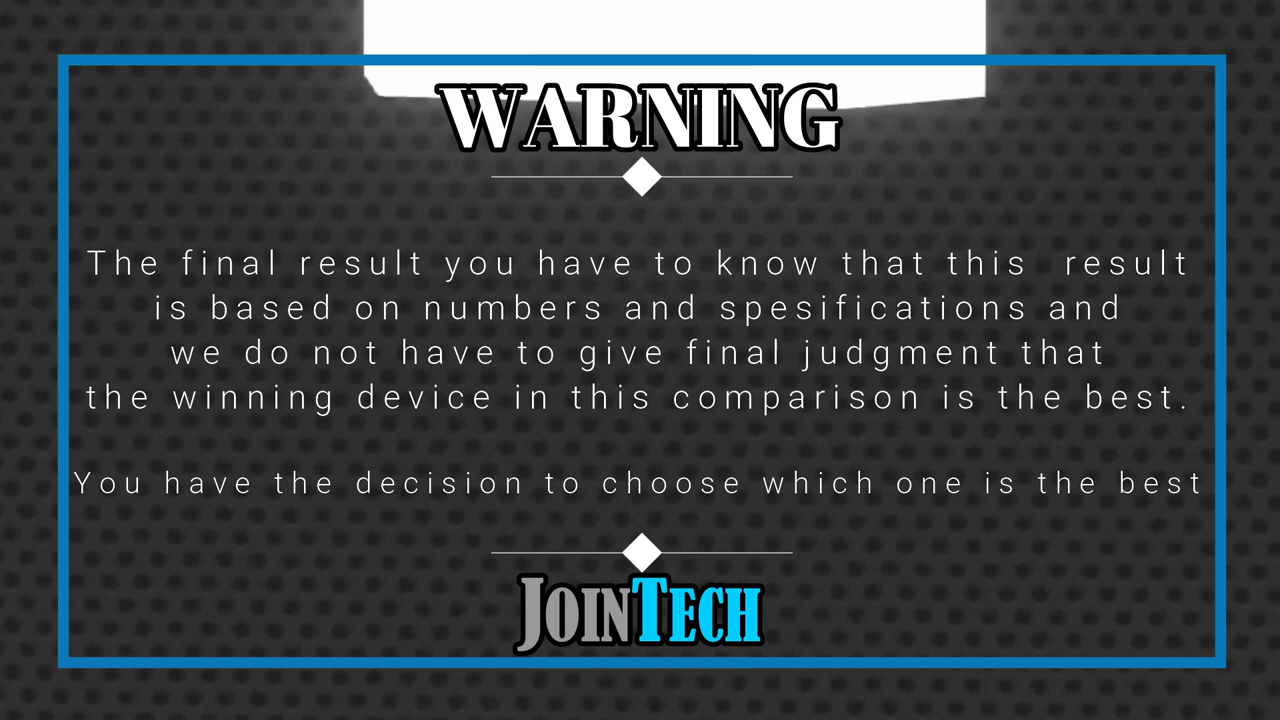 WARNING
The final result you have to know that this result
is based on numbers and spesifications and
we do not have to give final judgment that
the winning device in this comparison is the best.
You have the decision to choose which one is the best
JOINTECH